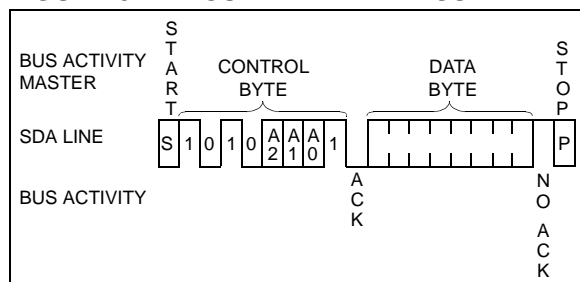 START
BUS ACTIVITY
MASTER
CONTROL
BYTE
DATA
BYTE
STOP
SDA LINE
S 1 0 1 0 A2 A1 A0 1 P
BUS ACTIVITY
ACK
NO ACK